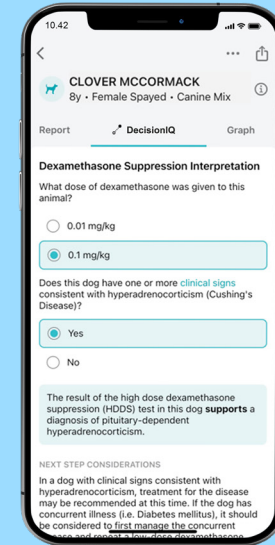 10.42
CLOVER MCCORMACK
8y • Female Spayed • Canine Mix
Report
DecisionIQ
Graph
Dexamethasone Suppression Interpretation
What dose of dexamethasone was given to this
animal?
0.01 mg/kg
0.1 mg/kg
Does this dog have one or more clinical signs
consistent with hyperadrenocorticism (Cushing's
Disease)?
Yes
No
The result of the high dose dexamethasone
suppression (HDDS) test in this dog supports a
diagnosis of pituitary-dependent
hyperadrenocorticism.
NEXT STEP CONSIDERATIONS
In a dog with clinical signs consistent with
hyperadrenocorticism, treatment for the disease
may be recommended at this time. If the dog has
concurrent illness (i.e. Diabetes mellitus), it should
be considered to first manage the concurrent
and repeat a low-dose dexamethasone